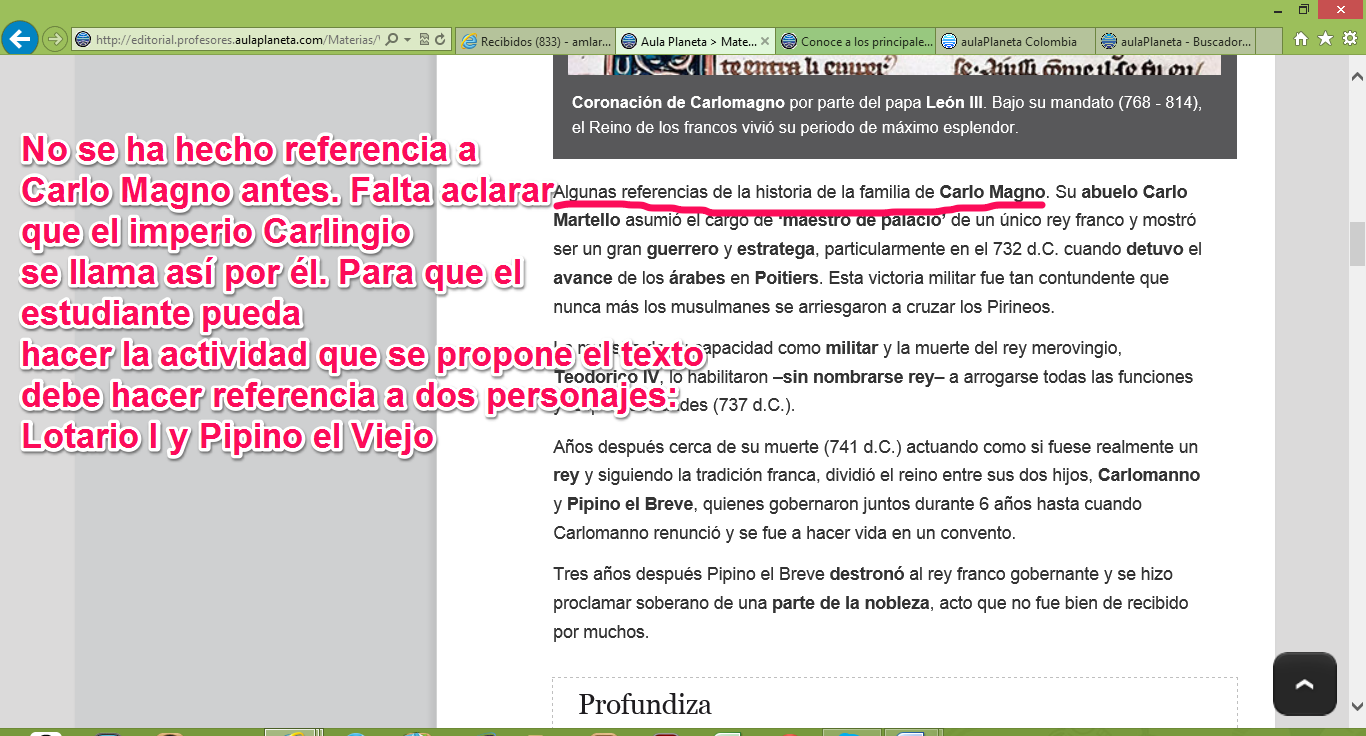 http://editorial.profesores.aulaplaneta.com/Materias/
Recibidos (833) - amlar...
Aula Planeta > Mate...
Conoce a los principale...
aulaPlaneta Colombia
aulaPlaneta - Buscador...
Coronación de Carlomagno por parte del papa León III. Bajo su mandato (768 - 814),
el Reino de los francos vivió su periodo de máximo esplendor.
No se ha hecho referencia a
Carlo Magno antes. Falta aclarar
que el imperio Carlingio
se llama así por él. Para que el
estudiante pueda
hacer la actividad que se propone el texto
debe hacer referencia a dos personajes:
Lotario I y Pipino el Viejo
Algunas referencias de la historia de la familia de Carlo Magno. Su abuelo Carlo
Martello asumió el cargo de 'maestro de palacio' de un único rey franco y mostró
ser un gran guerrero y estratega, particularmente en el 732 d.C. cuando detuvo el
avance de los árabes en Poitiers. Esta victoria militar fue tan contundente que
nunca más los musulmanes se arriesgaron a cruzar los Pirineos.
capacidad como militar y la muerte del rey merovingio,
Teodorico IV, lo habilitaron –sin nombrarse rey– a arrogarse todas las funciones
(737 d.C.).
Años después cerca de su muerte (741 d.C.) actuando como si fuese realmente un
rey y siguiendo la tradición franca, dividió el reino entre sus dos hijos, Carlomanno
y Pipino el Breve, quienes gobernaron juntos durante 6 años hasta cuando
Carlomanno renunció y se fue a hacer vida en un convento.
Tres años después Pipino el Breve destronó al rey franco gobernante y se hizo
proclamar soberano de una parte de la nobleza, acto que no fue bien de recibido
por muchos.
Profundiza